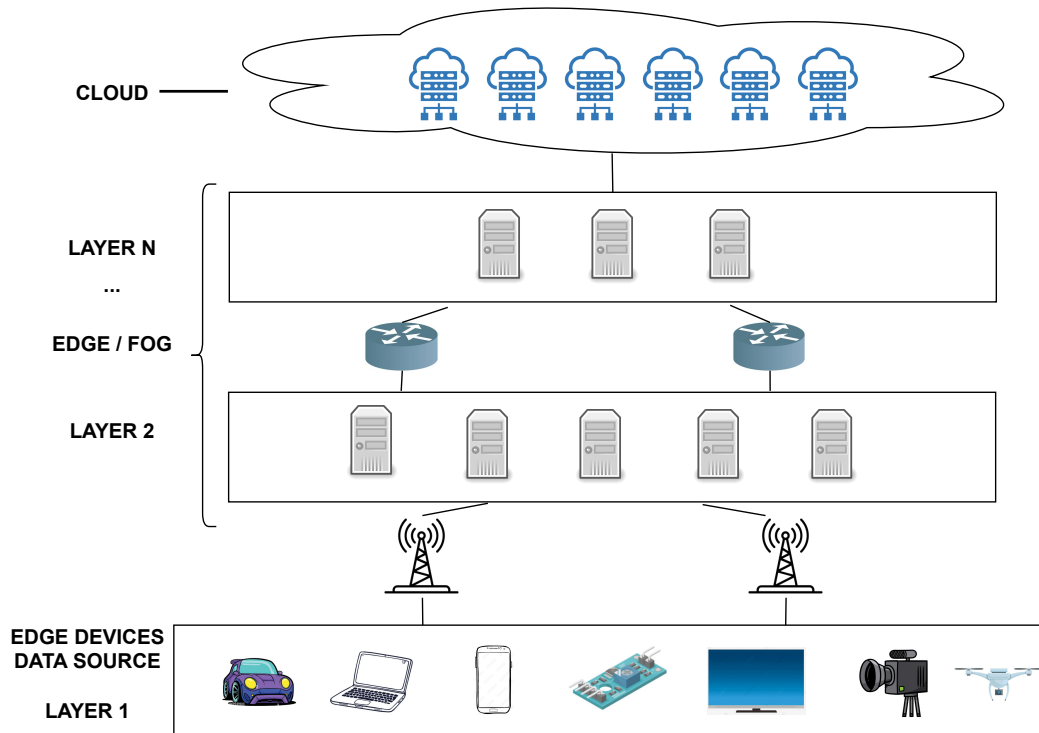 CLOUD
LAYER N
...
EDGE / FOG
LAYER 2
EDGE DEVICES
DATA SOURCE
LAYER 1